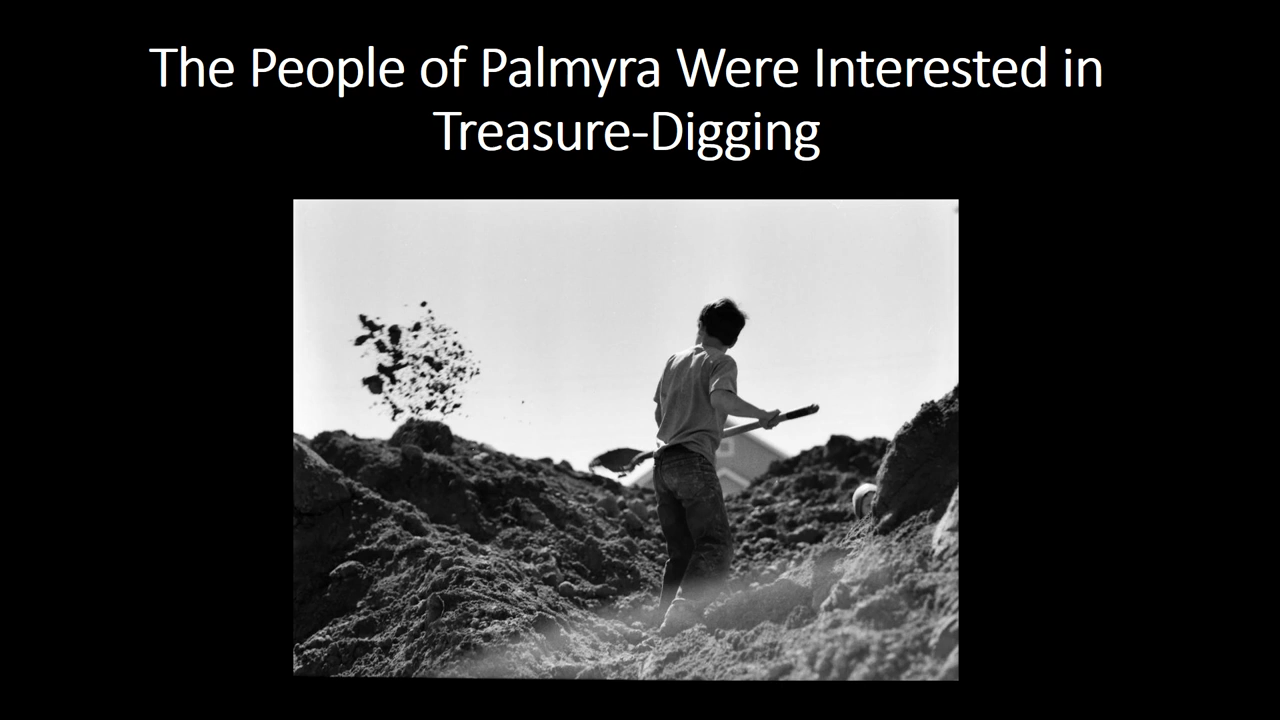 The People of Palmyra Were Interested in
Treasure-Digging